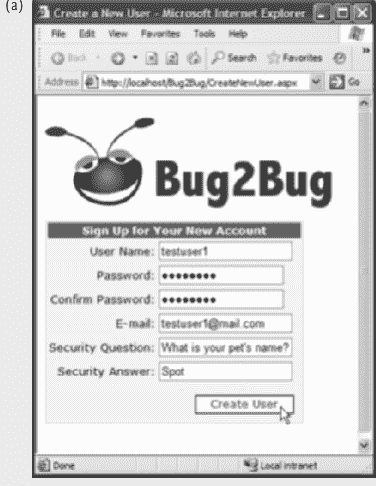 (a)
Create a New User - Microsoft Internet Explorer
File Edit View Favorites Tools Help
Back Search Favorites
Address http://localhost/Bug2Bug/CreateNewUser.aspx Go
Bug2Bug
Sign Up for Your New Account
User Name: testuser1
Password: ●●●●●●●●
Confirm Password: ●●●●●●●●
E-mail: testuser1@mail.com
Security Question: What is your pet's name?
Security Answer: Spot
Create User
Done Local intranet